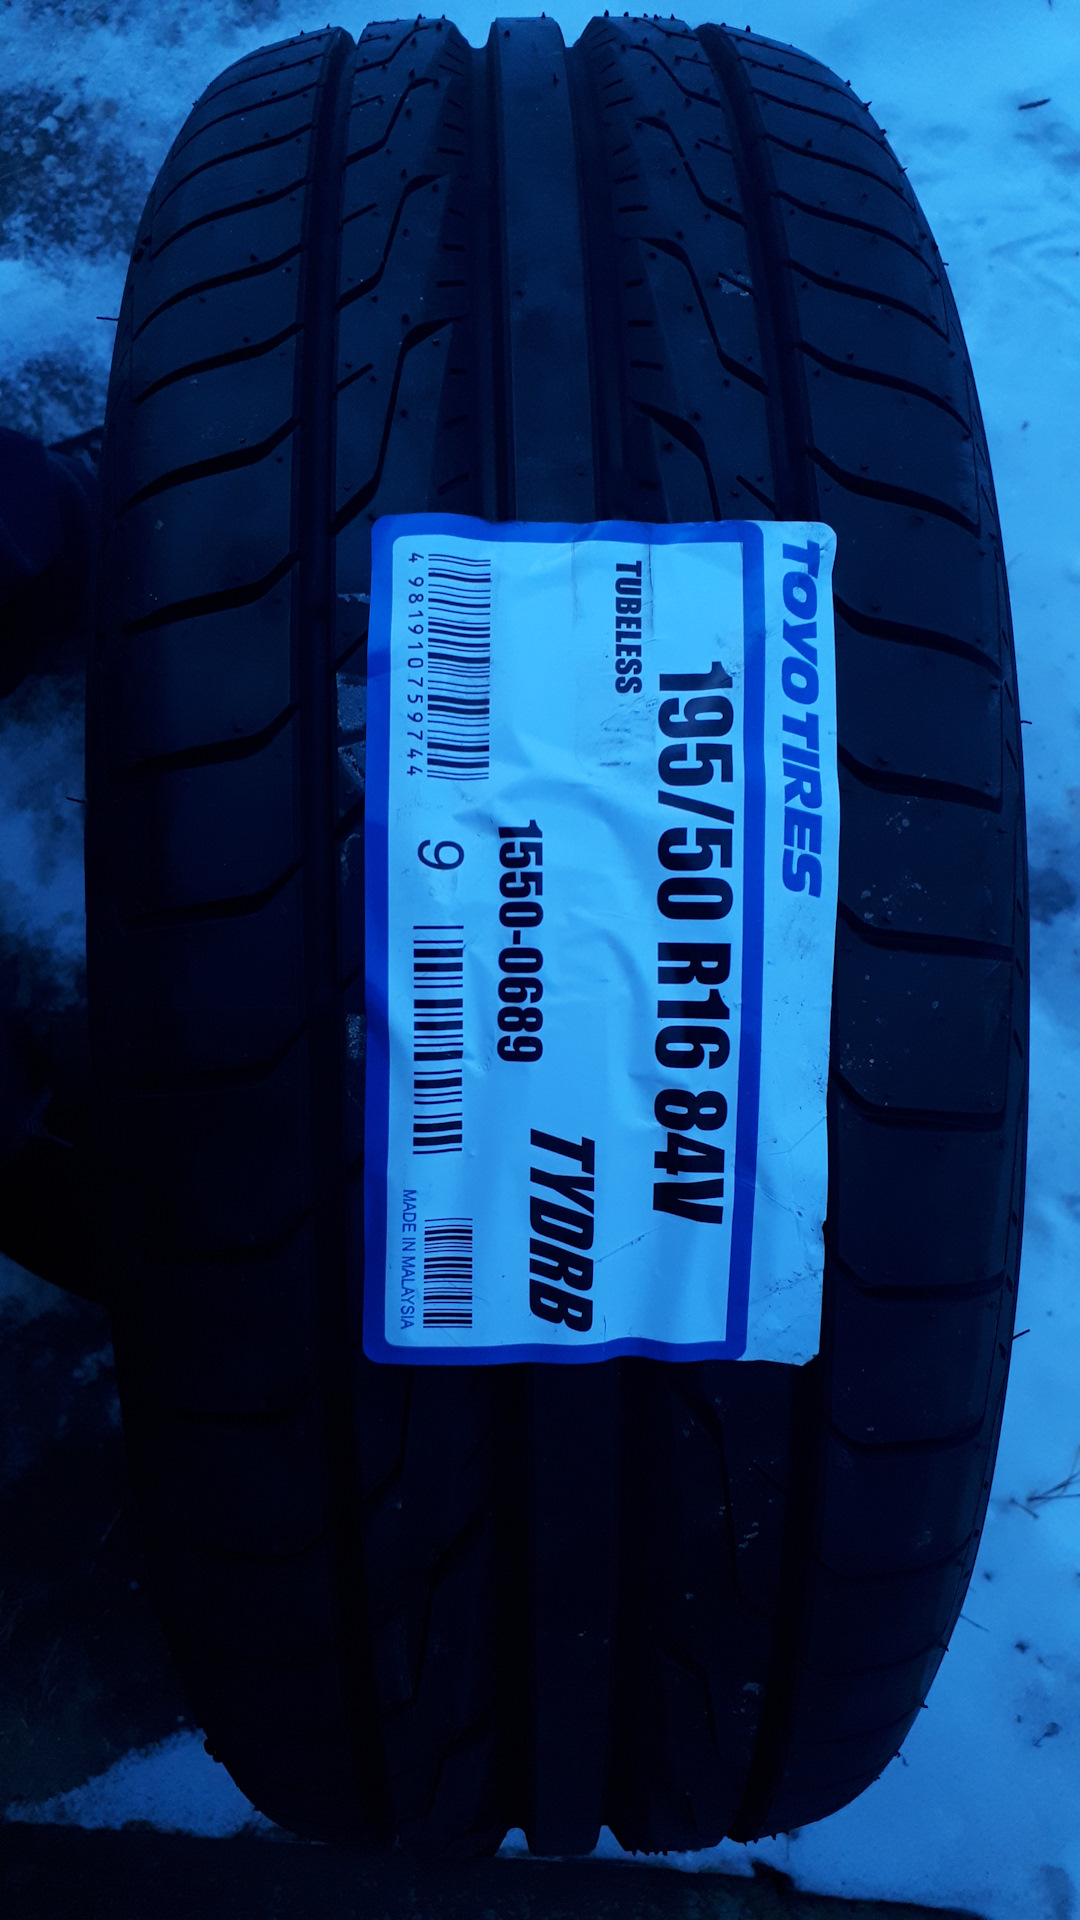 TOYO TIRES
195/50 R16 84V
TUBELESS
TYDRB
1550-0689
4 981910 759744
9
MADE IN MALAYSIA